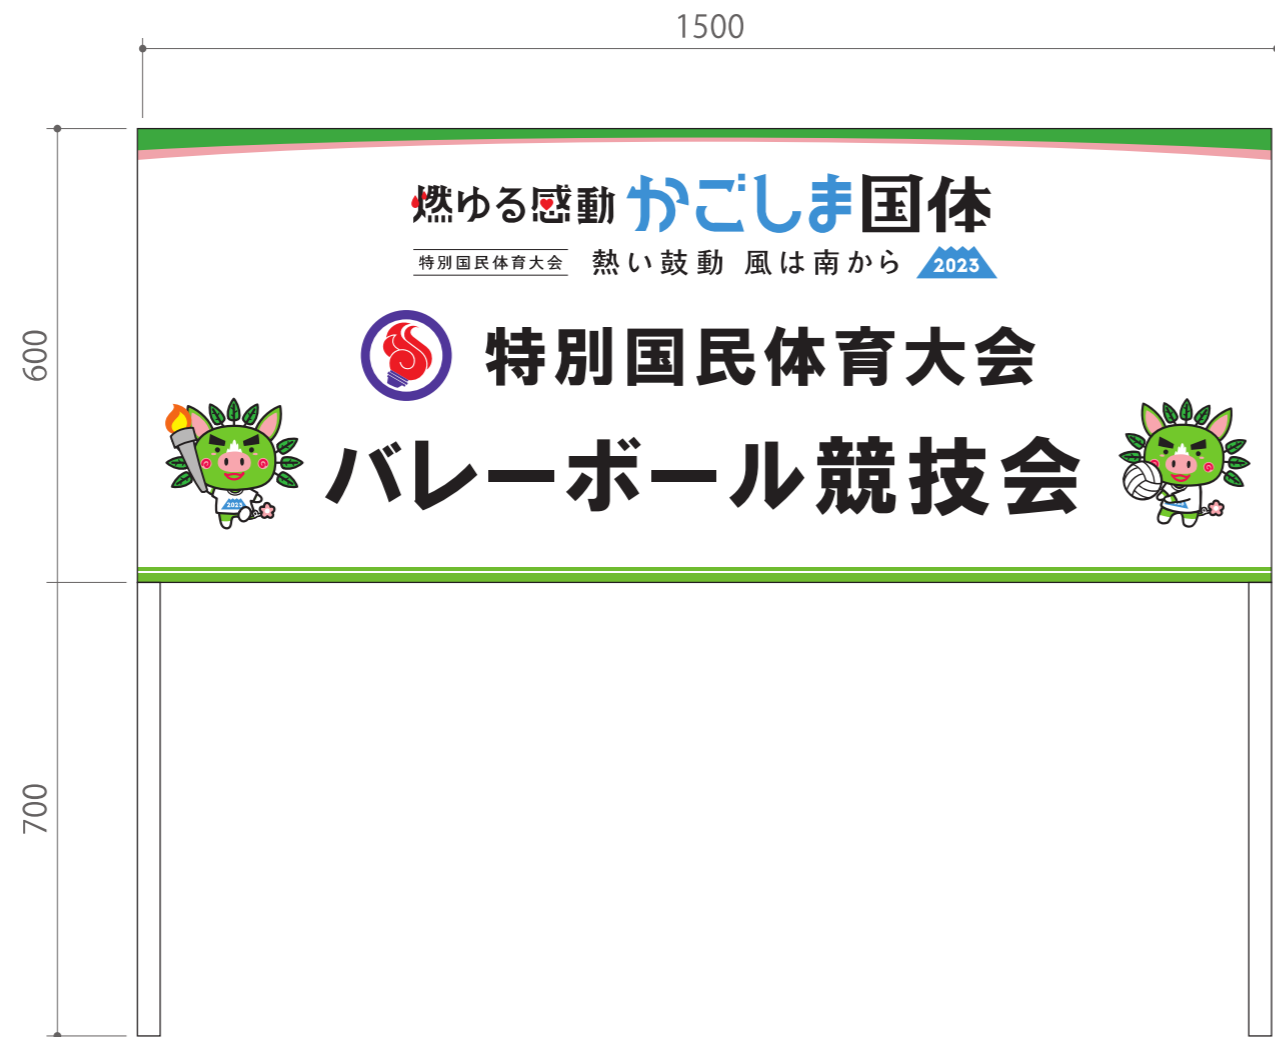 1500
燃ゆる感動 かごしま国体
特別国民体育大会 熱い鼓動 風は南から 2023
600
特別国民体育大会
バレーボール競技会
2023
700